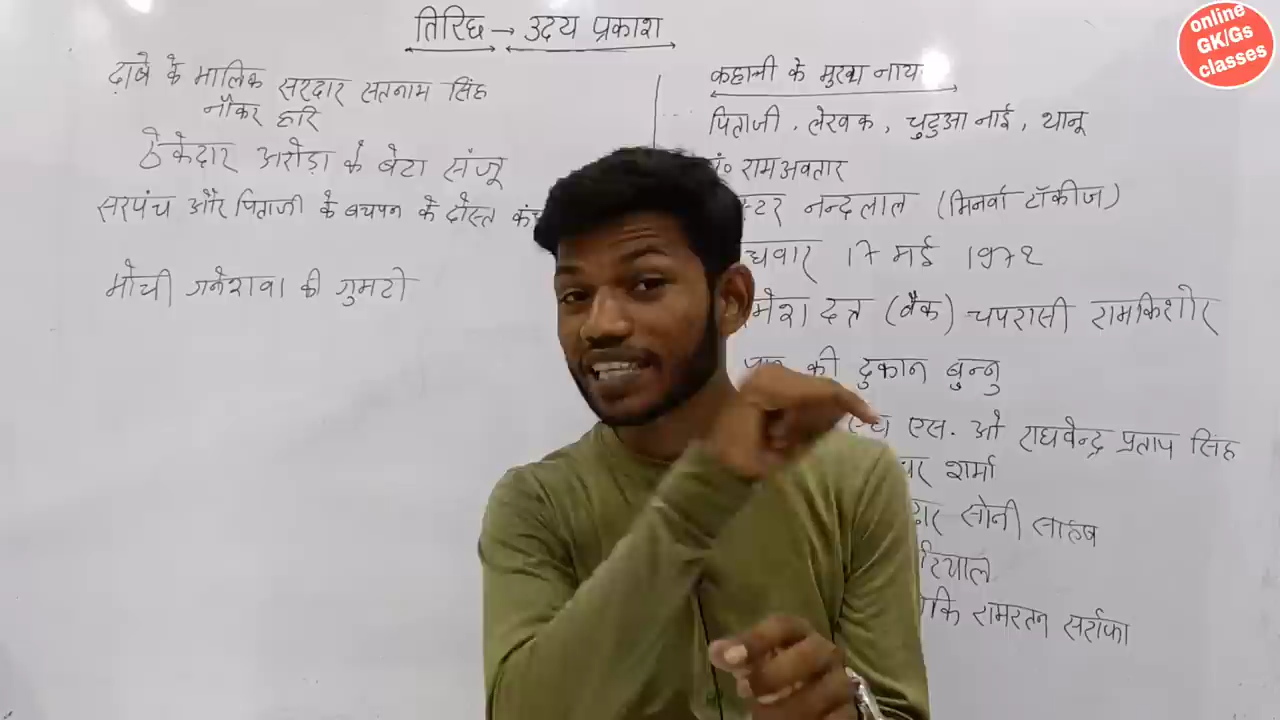 तिरिछ → उदय प्रकाश
online
GK/Gs
classes
ढ़ाबे के मालिक सरदार सतनाम सिंह
नौकर हरि
ठेकेदार अरोड़ा के बेटा संजू
सरपंच और पिताजी के बचपन के दोस्त
मोची गनेशवा की गुमटी
कहानी के मुख्य
पिताजी, लेखक, चुटुआ नाई, थानू
रामअवतार
नन्दलाल (मिनर्वा टॉकीज)
17 मई 1972
दत्त (बैंक) चपरासी रामकिशोर
की दुकान बुन्नु
एस. ओ राघवेन्द्र प्रताप सिंह
शर्मा
सोनी साहब
रामरतन सर्राफा